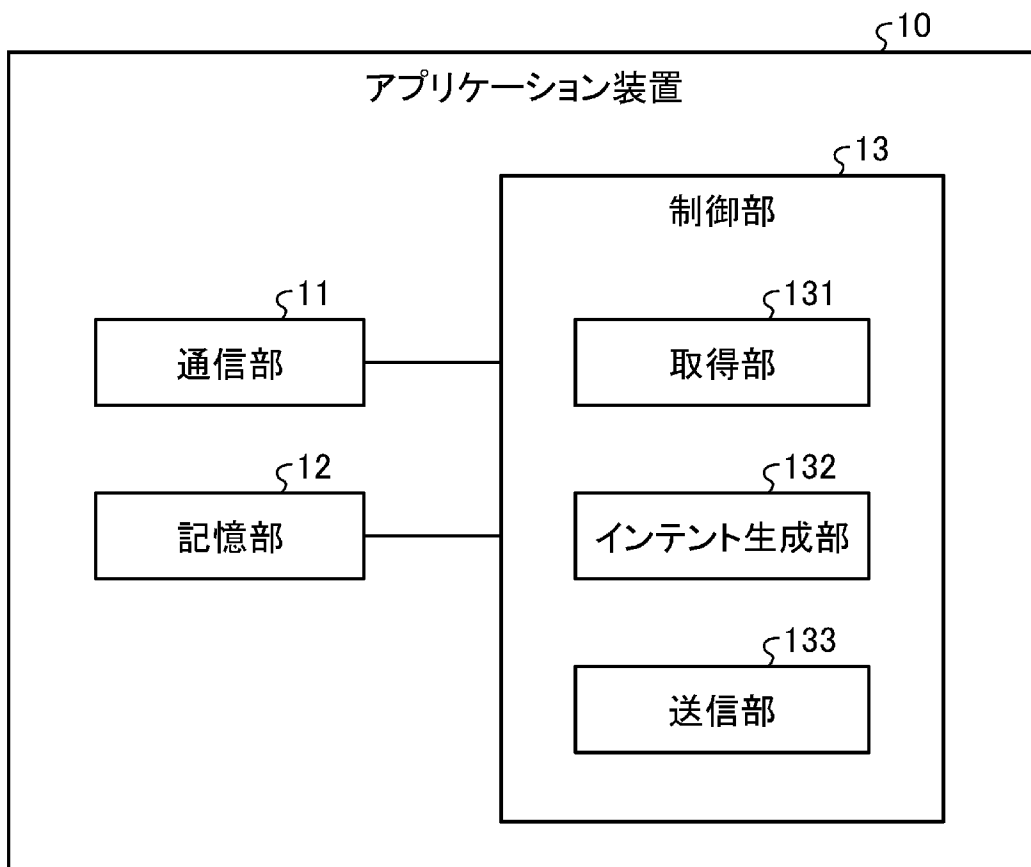 10
アプリケーション装置
13
制御部
11
通信部
131
取得部
12
記憶部
132
インテント生成部
133
送信部